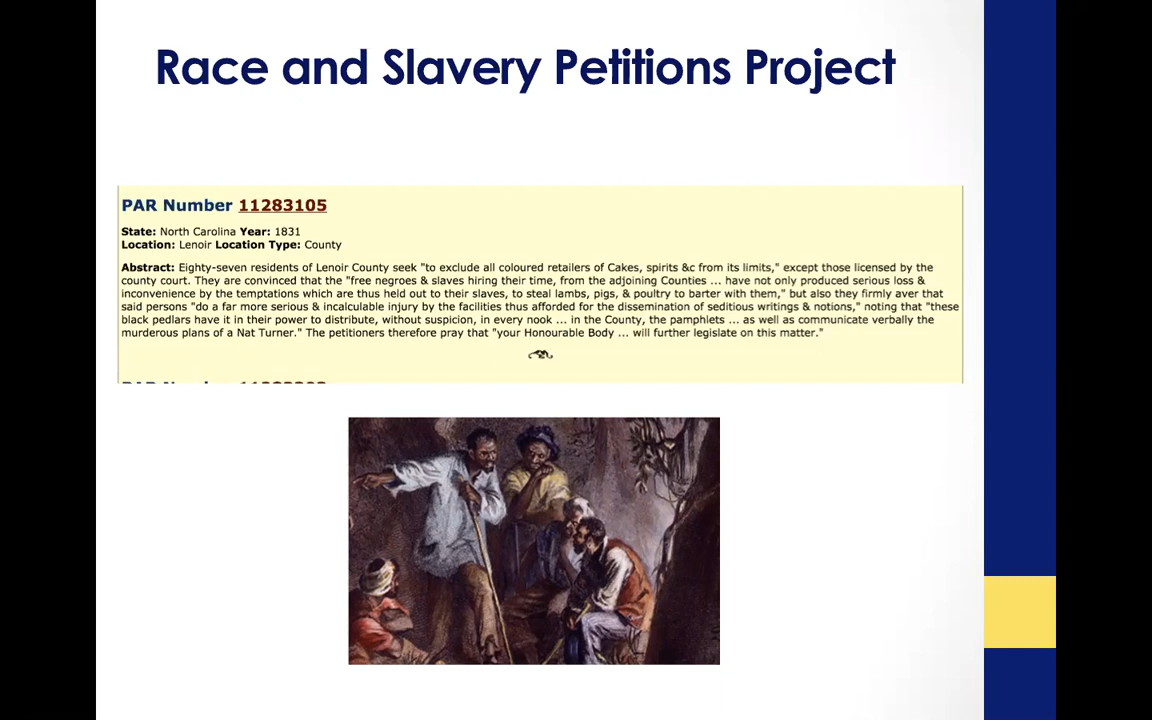 Race and Slavery Petitions Project
PAR Number 11283105
State: North Carolina Year: 1831
Location: Lenoir Location Type: County
Abstract: Eighty-seven residents of Lenoir County seek "to exclude all coloured retailers of Cakes, spirits &c from its limits," except those licensed by the
county court. They are convinced that the "free negroes & slaves hiring their time, from the adjoining Counties ... have not only produced serious loss &
inconvenience by the temptations which are thus held out to their slaves, to steal lambs, pigs, & poultry to barter with them," but also they firmly aver that
said persons "do a far more serious & incalculable injury by the facilities thus afforded for the dissemination of seditious writings & notions," noting that "these
black pedlars have it in their power to distribute, without suspicion, in every nook ... in the County, the pamphlets ... as well as communicate verbally the
murderous plans of a Nat Turner." The petitioners therefore pray that "your Honourable Body ... will further legislate on this matter."
PAR Number